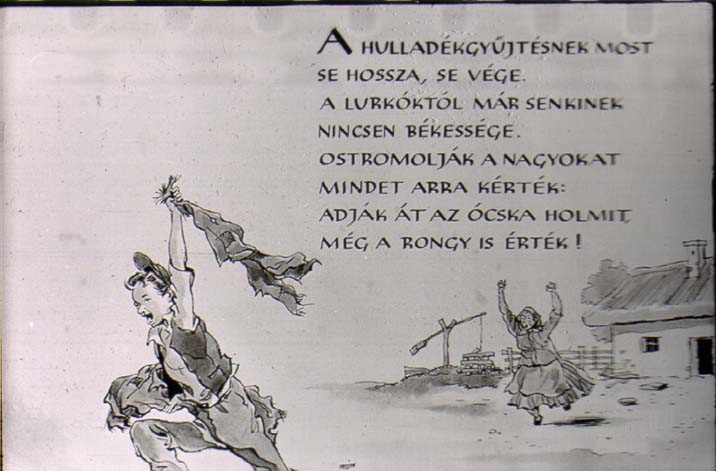 A HULLADÉKGYŰJTÉSNEK MOST
SE HOSSZA, SE VÉGE.
A LURKÓKTÓL MÁR SENKINEK
NINCSEN BÉKESSÉGE.
OSTROMOLJÁK A NAGYOKAT
MINDET ARRA KÉRTÉK:
ADJÁK ÁT AZ ÓCSKA HOLMIT,
MÉG A RONGY IS ÉRTÉK!